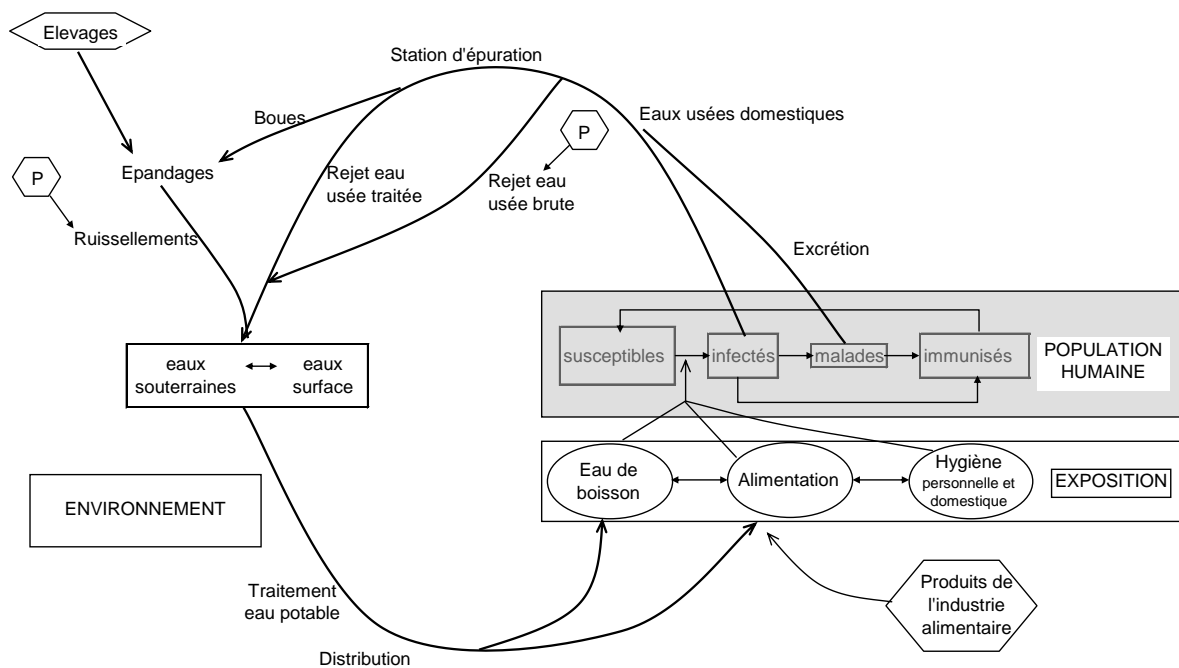 Elevages
Station d'épuration
Boues
Eaux usées domestiques
P
P
Epandages
Rejet eau
usée traitée
Rejet eau
usée brute
Ruissellements
Excrétion
eaux
souterraines
eaux
surface
susceptibles
infectés
malades
immunisés
POPULATION
HUMAINE
Eau de
boisson
Alimentation
Hygiène
personnelle et
domestique
EXPOSITION
ENVIRONNEMENT
Traitement
eau potable
Distribution
Produits de
l'industrie
alimentaire